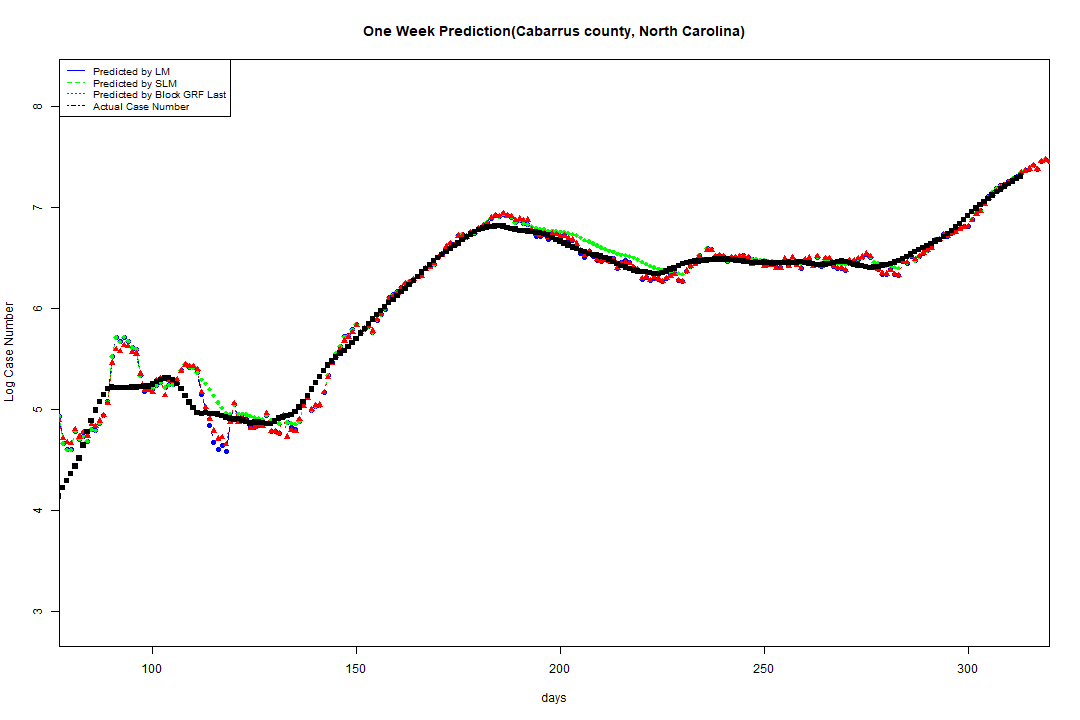 One Week Prediction(Cabarrus county, North Carolina)
Predicted by LM
Predicted by SLM
Predicted by Block GRF Last
Actual Case Number
8
7
6
5
4
3
Log Case Number
100 150 200 250 300
days